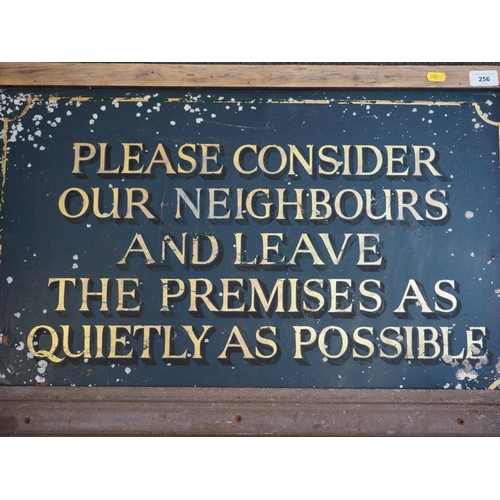 256
PLEASE CONSIDER
OUR NEIGHBOURS
AND LEAVE
THE PREMISES AS
QUIETLY AS POSSIBLE